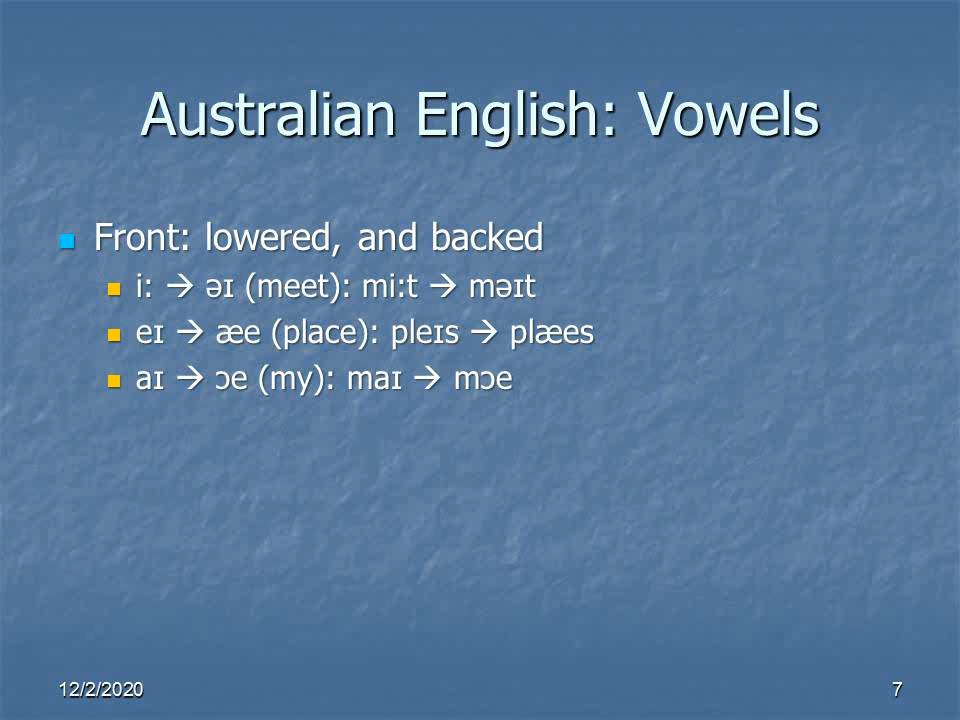 Australian English: Vowels
Front: lowered, and backed
i: → əɪ (meet): mi:t → məɪt
eɪ → æe (place): pleɪs → plæes
aɪ → ɔe (my): maɪ → mɔe
12/2/2020 7